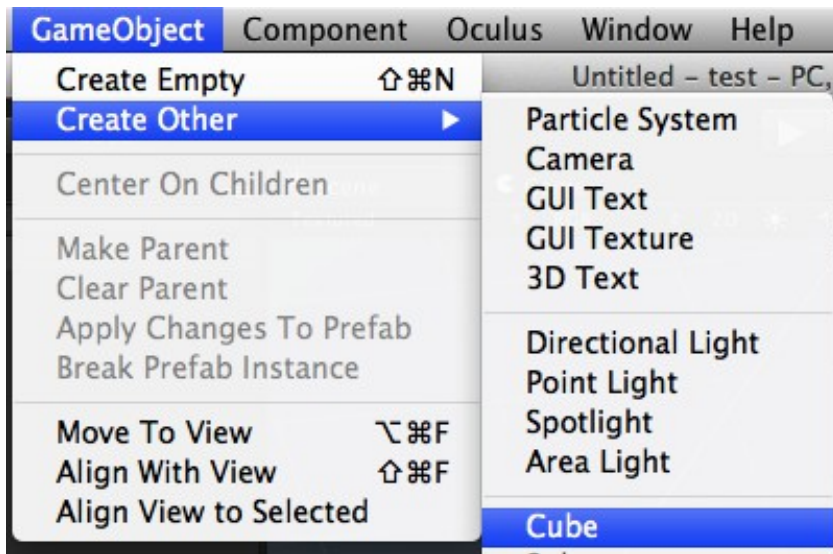 GameObject Component Oculus Window Help
Untitled – test – PC,
Create Empty ⇧⌘N
Create Other ▶
Center On Children
Make Parent
Clear Parent
Apply Changes To Prefab
Break Prefab Instance
Move To View ⌥⌘F
Align With View ⇧⌘F
Align View to Selected
Particle System
Camera
GUI Text
GUI Texture
3D Text
Directional Light
Point Light
Spotlight
Area Light
Cube